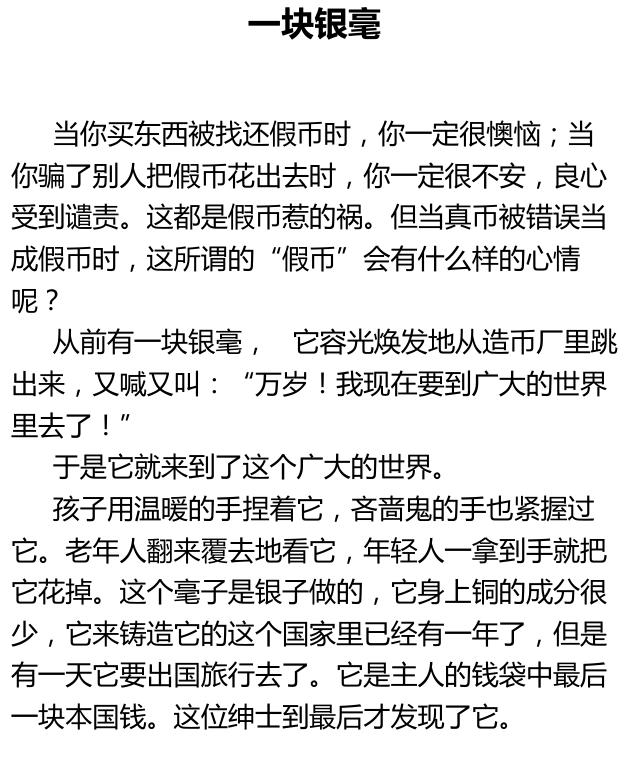 一块银毫
当你买东西被找还假币时，你一定很懊恼；当
你骗了别人把假币花出去时，你一定很不安，良心
受到谴责。这都是假币惹的祸。但当真币被错误当
成假币时，这所谓的“假币”会有什么样的心情
呢？
从前有一块银毫，　它容光焕发地从造币厂里跳
出来，又喊又叫：“万岁！我现在要到广大的世界
里去了！”
于是它就来到了这个广大的世界。
孩子用温暖的手捏着它，吝啬鬼的手也紧握过
它。老年人翻来覆去地看它，年轻人一拿到手就把
它花掉。这个毫子是银子做的，它身上铜的成分很
少，它来铸造它的这个国家里已经有一年了，但是
有一天它要出国旅行去了。它是主人的钱袋中最后
一块本国钱。这位绅士到最后才发现了它。